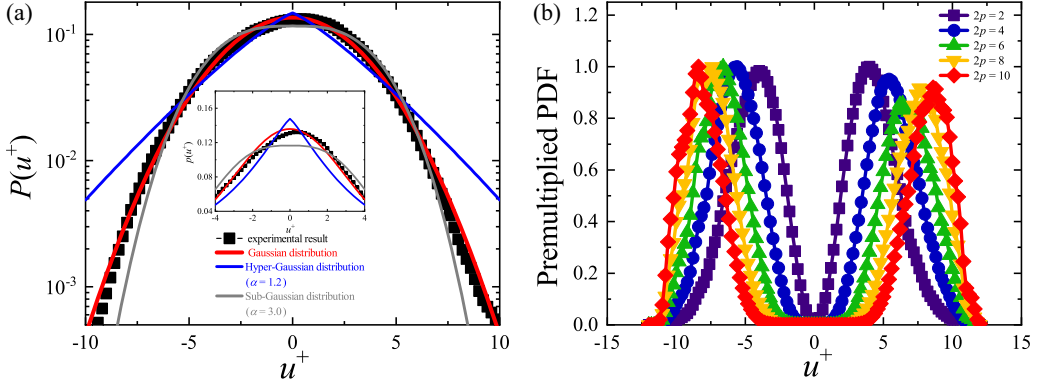 (a)
10⁻¹
10⁻²
10⁻³
P(u⁺)
-10
-5
0
5
10
u⁺
0.16
0.12
0.08
0.04
p(u⁺)
-4
-2
0
2
4
u⁺
experimental result
Gaussian distribution
Hyper-Gaussian distribution
(α = 1.2)
Sub-Gaussian distribution
(α = 3.0)
(b)
1.2
1.0
0.8
0.6
0.4
0.2
0.0
Premultiplied PDF
-15
-10
-5
0
5
10
15
u⁺
2p = 2
2p = 4
2p = 6
2p = 8
2p = 10